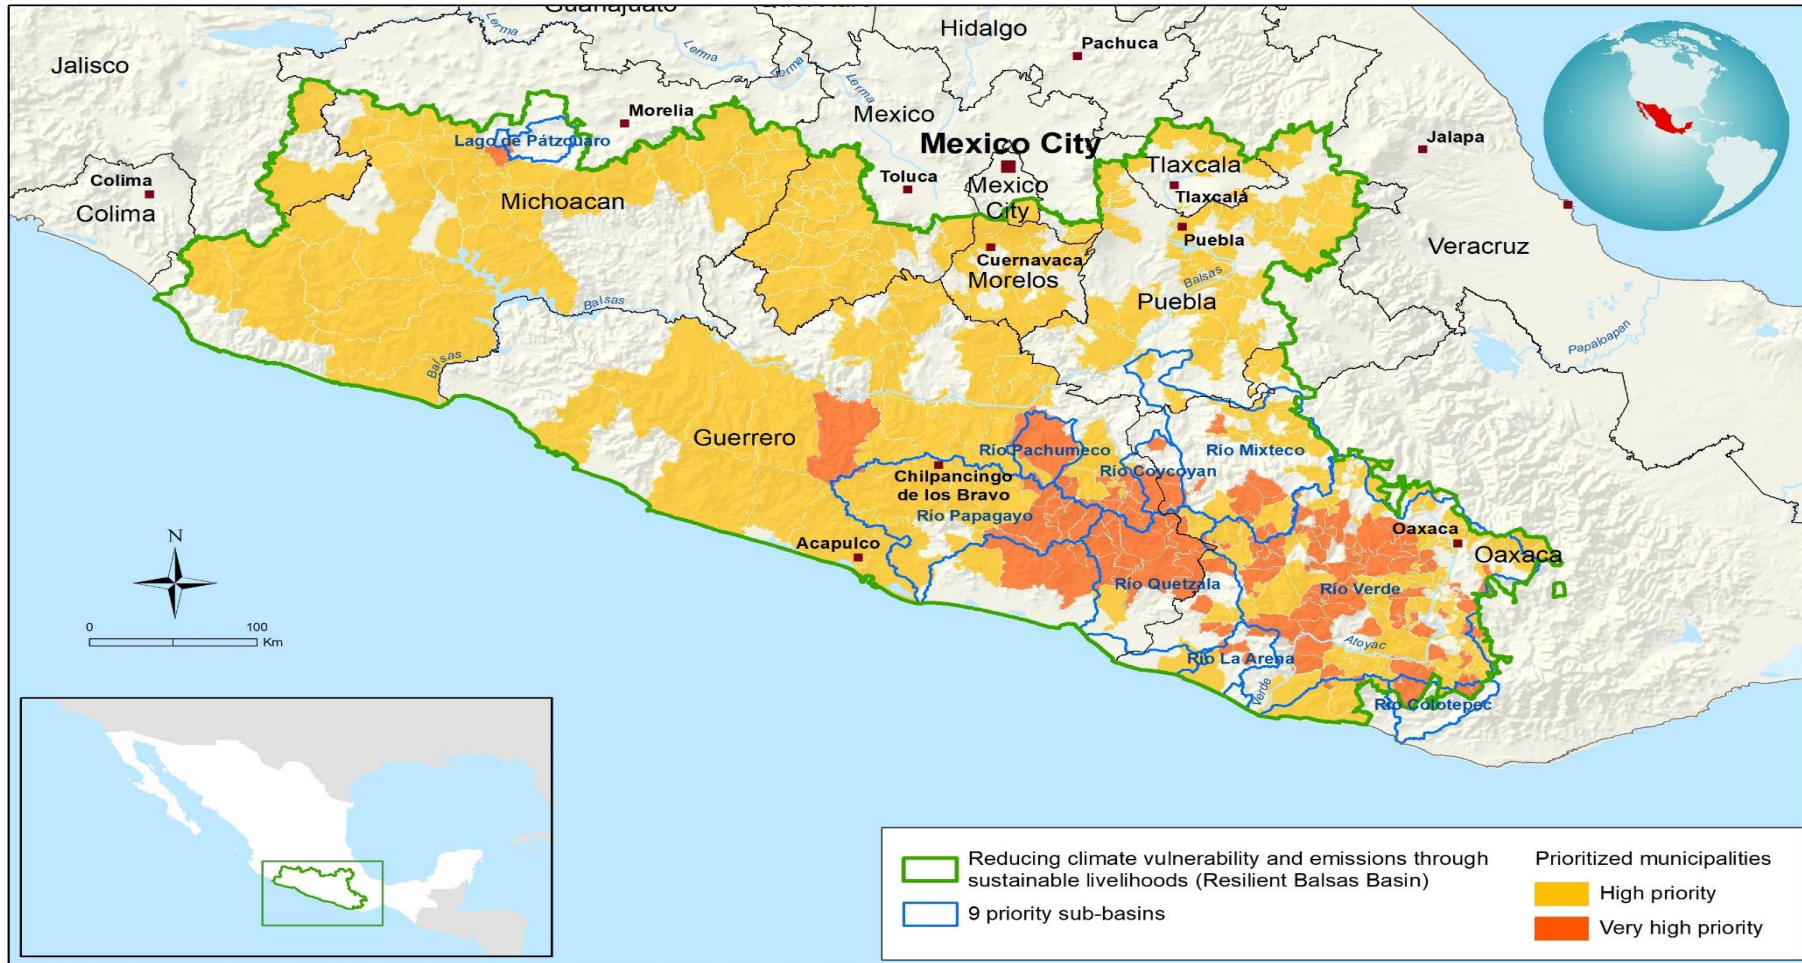 Guanajuato
Hidalgo
Lerma
Pachuca
Lerma
Lerma
Jalisco
Lerma
Morelia
Mexico
Lago de Pátzcuaro
Mexico City
Jalapa
Tlaxcala
Colima
Toluca
Mexico
City
Tlaxcala
Michoacan
Colima
Puebla
Veracruz
Cuernavaca
Morelos
Balsas
Puebla
Balsas
Papaloapan
Balsas
Guerrero
Río Pachumeco
Río Mixteco
Río Coycoyan
Chilpancingo
de los Bravo
Río Papagayo
Oaxaca
Acapulco
Oaxaca
N
Río Quetzala
Río Verde
0
100
Km
Atoyac
Río La Arena
Verde
Río Colotepec
Reducing climate vulnerability and emissions through
sustainable livelihoods (Resilient Balsas Basin)
9 priority sub-basins
Prioritized municipalities
High priority
Very high priority